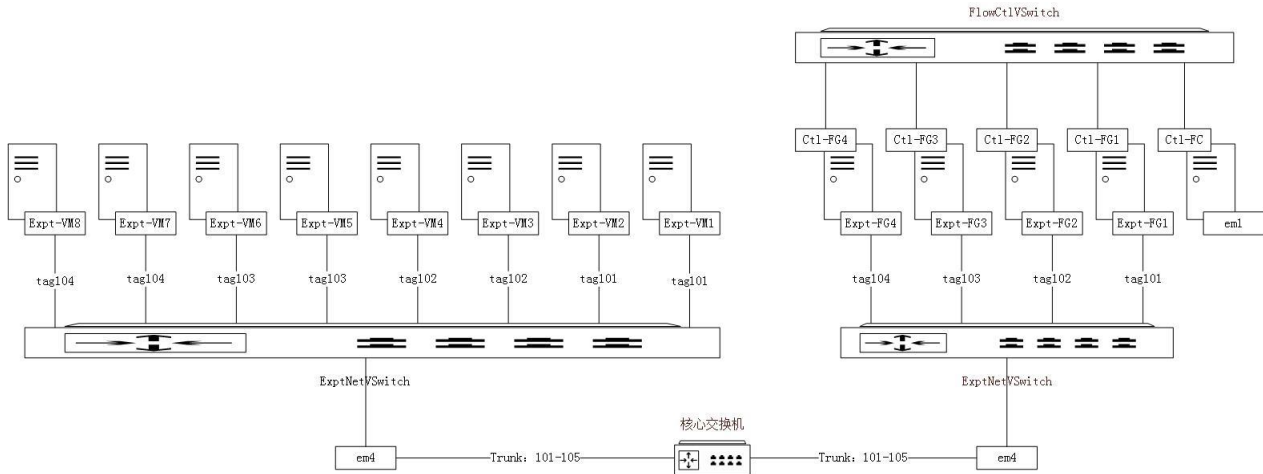 FlowCtlVSwitch
Ctl-FG4 Ctl-FG3 Ctl-FG2 Ctl-FG1 Ctl-FC
Expt-VM8 Expt-VM7 Expt-VM6 Expt-VM5 Expt-VM4 Expt-VM3 Expt-VM2 Expt-VM1 Expt-FG4 Expt-FG3 Expt-FG2 Expt-FG1 em1
tag104 tag104 tag103 tag103 tag102 tag102 tag101 tag101 tag104 tag103 tag102 tag101
ExptNetVSwitch ExptNetVSwitch
核心交换机
em4 Trunk: 101-105 Trunk: 101-105 em4